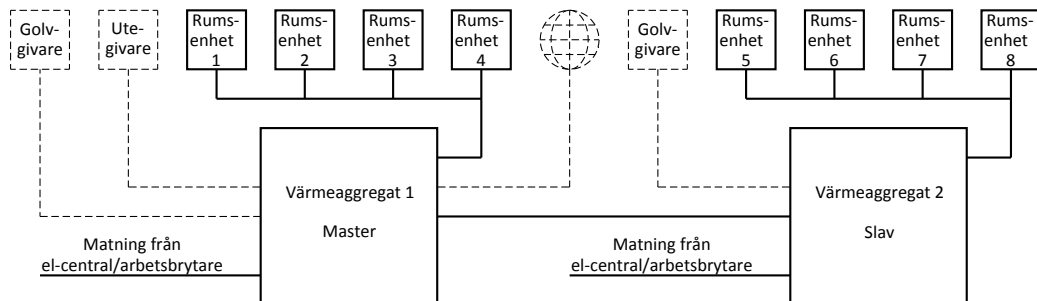 Golv-
givare
Ute-
givare
Rums-
enhet
1
Rums-
enhet
2
Rums-
enhet
3
Rums-
enhet
4
Golv-
givare
Rums-
enhet
5
Rums-
enhet
6
Rums-
enhet
7
Rums-
enhet
8
Värmeaggregat 1
Master
Matning från
el-central/arbetsbrytare
Värmeaggregat 2
Slav
Matning från
el-central/arbetsbrytare